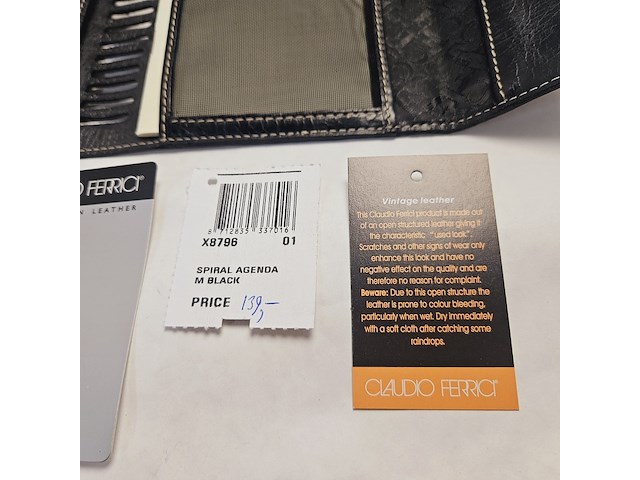 FERRICI®
LEATHER
6 712835 337016
X8796 01
SPIRAL AGENDA
M BLACK
PRICE 139,-
Vintage leather
This Claudio Ferrici product is made out
of an open structured leather giving it
the characteristic "used look".
Scratches and other signs of wear only
enhance this look and have no
negative effect on the quality and are
therefore no reason for complaint.
Beware: Due to this open structure the
leather is prone to colour bleeding,
particularly when wet. Dry immediately
with a soft cloth after catching some
raindrops.
CLAUDIO FERRICI®